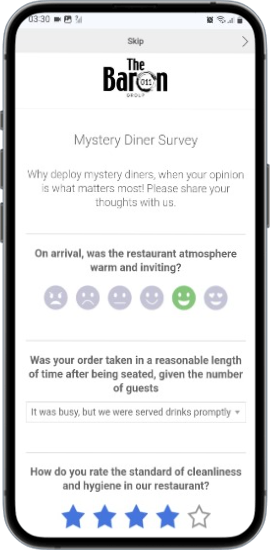 03:30
Skip
The
Baron
011
GROUP
Mystery Diner Survey
Why deploy mystery diners, when your opinion
is what matters most! Please share your
thoughts with us.
On arrival, was the restaurant atmosphere
warm and inviting?
Was your order taken in a reasonable length
of time after being seated, given the number
of guests
It was busy, but we were served drinks promptly
How do you rate the standard of cleanliness
and hygiene in our restaurant?